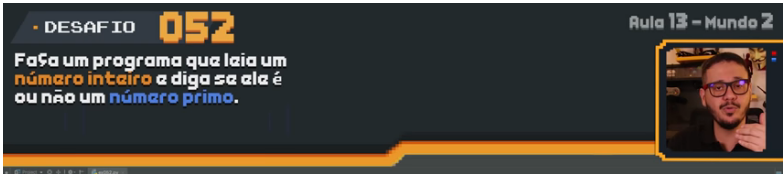 · DESAFIO 052
Aula 13 - Mundo 2
Faça um programa que leia um
número inteiro e diga se ele é
ou não um número primo.